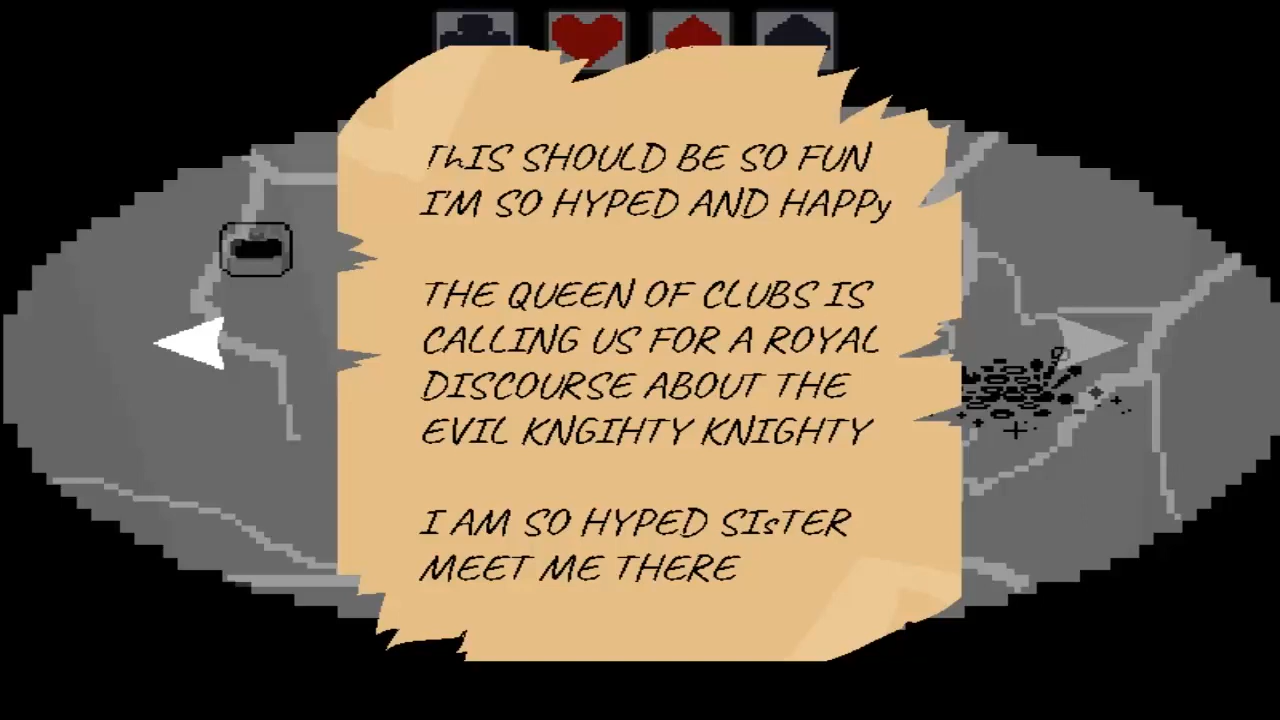 ThIS SHOULD BE SO FUN
I'M SO HYPED AND HAPPy
THE QUEEN OF CLUBS IS
CALLING US FOR A ROYAL
DISCOURSE ABOUT THE
EVIL KNGIHTY KNIGHTY
I AM SO HYPED SIsTER
MEET ME THERE